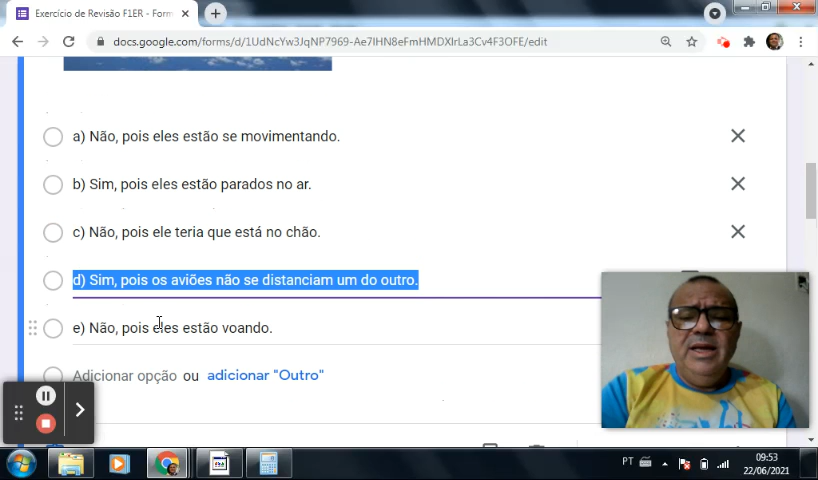 Exercício de Revisão F1ER - Form
docs.google.com/forms/d/1UdNcYw3JqNP7969-Ae7IHN8eFmHMDXIrLa3Cv4F3OFE/edit
a) Não, pois eles estão se movimentando.
b) Sim, pois eles estão parados no ar.
c) Não, pois ele teria que está no chão.
d) Sim, pois os aviões não se distanciam um do outro.
e) Não, pois eles estão voando.
Adicionar opção ou adicionar "Outro"
PT
09:53
22/06/2021